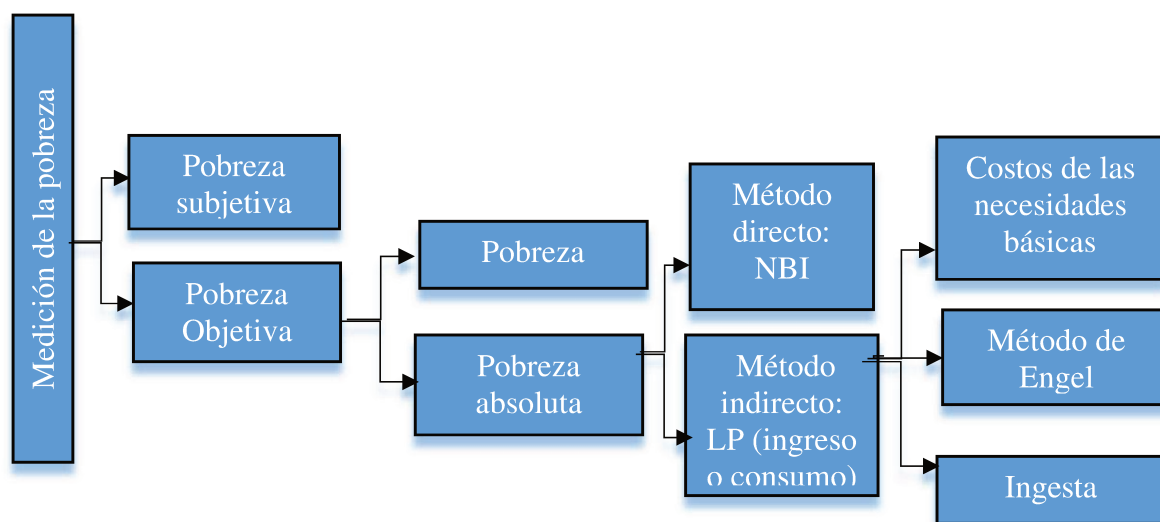 Medición de la pobreza
Pobreza
subjetiva
Pobreza
Objetiva
Pobreza
Pobreza
absoluta
Método
directo:
NBI
Método
indirecto:
LP (ingreso
o consumo)
Costos de las
necesidades
básicas
Método de
Engel
Ingesta